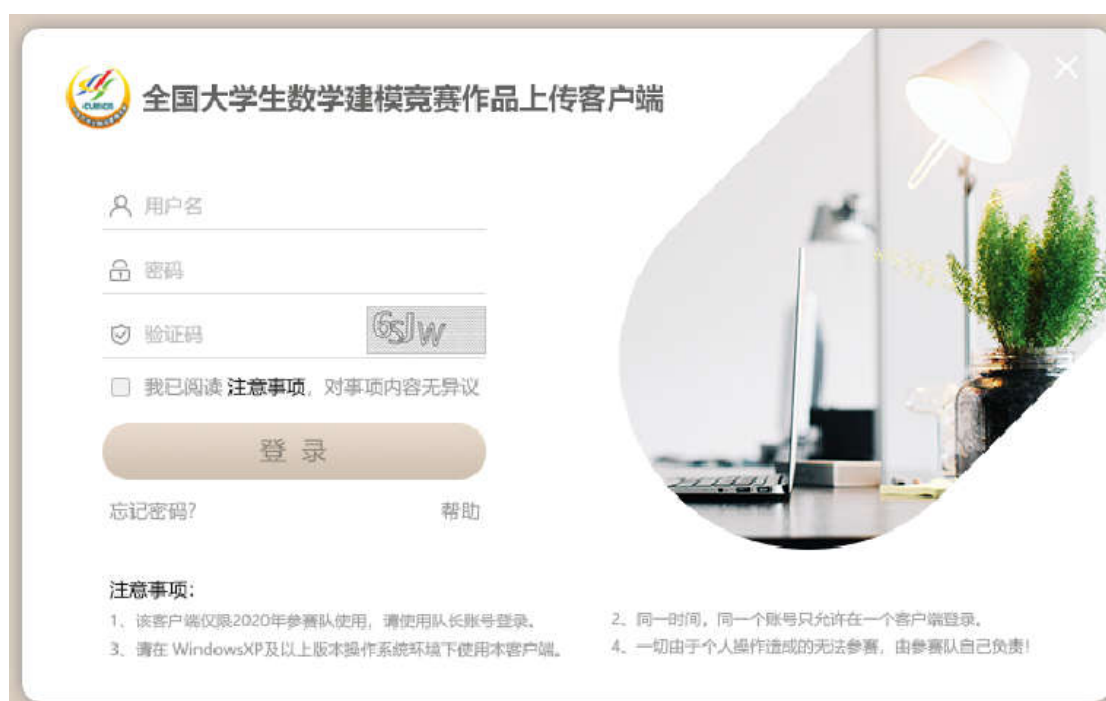 全国大学生数学建模竞赛作品上传客户端
用户名
密码
验证码
6sJw
我已阅读 注意事项，对事项内容无异议
登 录
忘记密码? 帮助
注意事项：
1、该客户端仅限2020年参赛队使用，请使用队长账号登录。
2、同一时间，同一个账号只允许在一个客户端登录。
3、请在 WindowsXP及以上版本操作系统环境下使用本客户端。
4、一切由于个人操作造成的无法参赛，由参赛队自己负责!